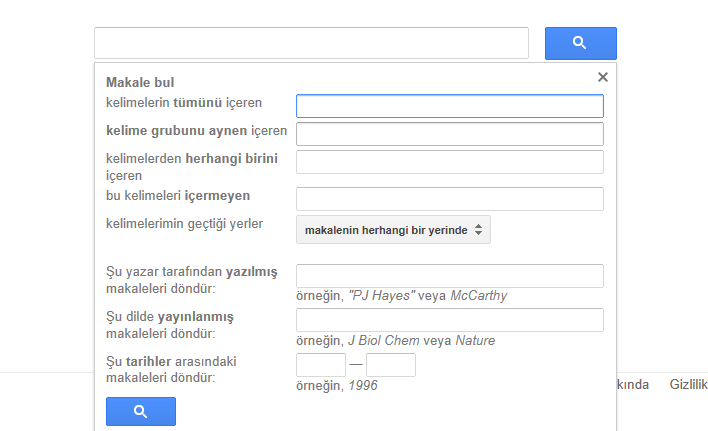 Makale bul
kelimelerin tümünü içeren
kelime grubunu aynen içeren
kelimelerden herhangi birini
içeren
bu kelimeleri içermeyen
kelimelerimin geçtiği yerler
makalenin herhangi bir yerinde
Şu yazar tarafından yazılmış
makaleleri döndür:
örneğin, "PJ Hayes" veya McCarthy
Şu dilde yayınlanmış
makaleleri döndür:
örneğin, J Biol Chem veya Nature
Şu tarihler arasındaki
makaleleri döndür:
—
örneğin, 1996
kında Gizlilik